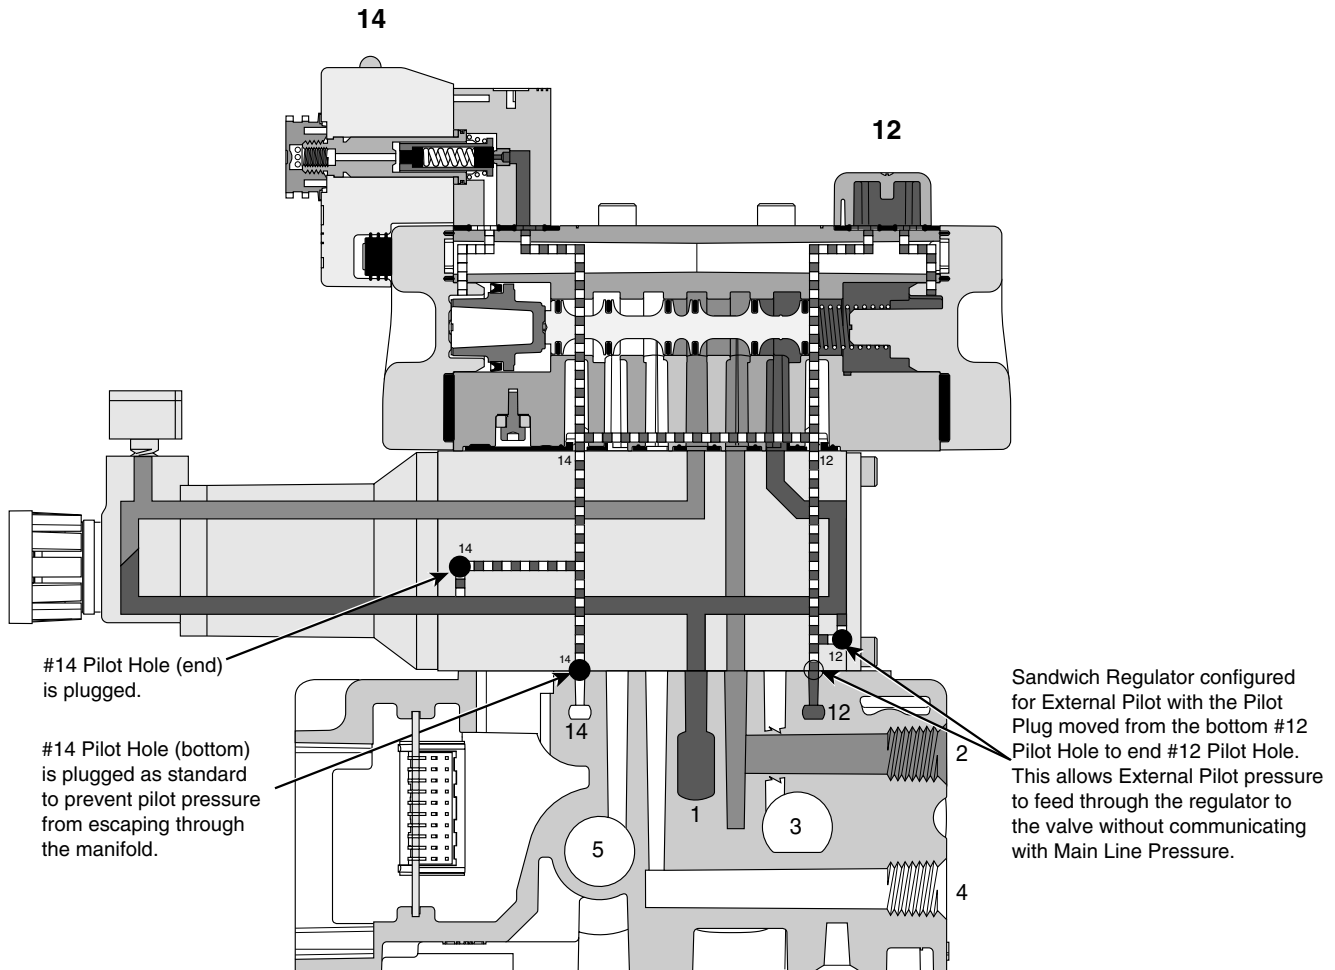 14
12
14
12
14
14
12
#14 Pilot Hole (end)
is plugged.
14
12
#14 Pilot Hole (bottom)
is plugged as standard
to prevent pilot pressure
from escaping through
the manifold.
Sandwich Regulator configured
for External Pilot with the Pilot
Plug moved from the bottom #12
Pilot Hole to end #12 Pilot Hole.
This allows External Pilot pressure
to feed through the regulator to
the valve without communicating
with Main Line Pressure.
2
1
3
5
4